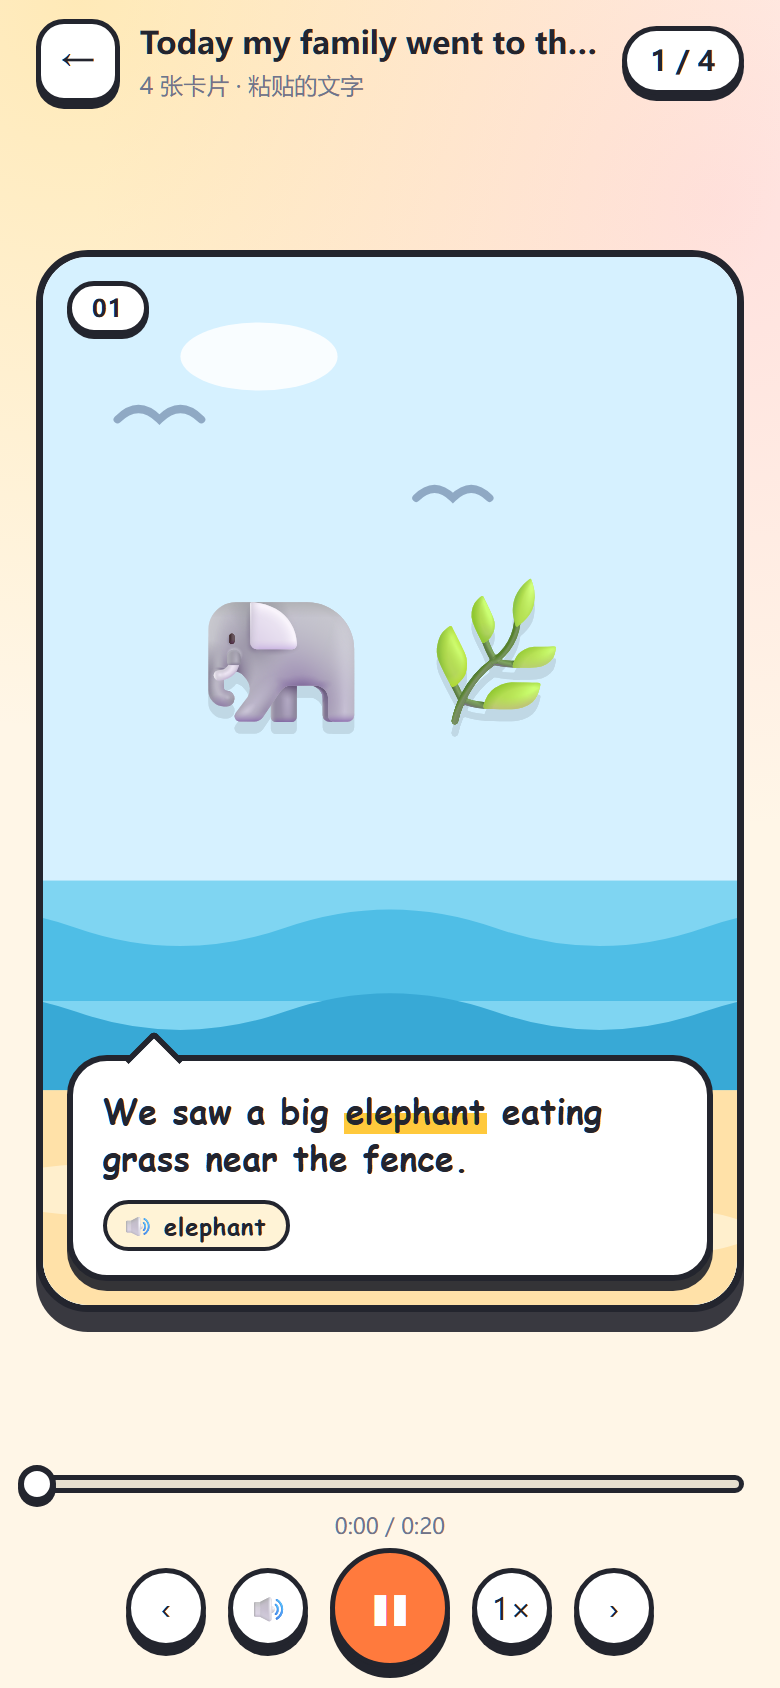 ←
Today my family went to th...
4 张卡片 · 粘贴的文字
1 / 4
01
We saw a big elephant eating
grass near the fence.
elephant
0:00 / 0:20
‹
1×
›